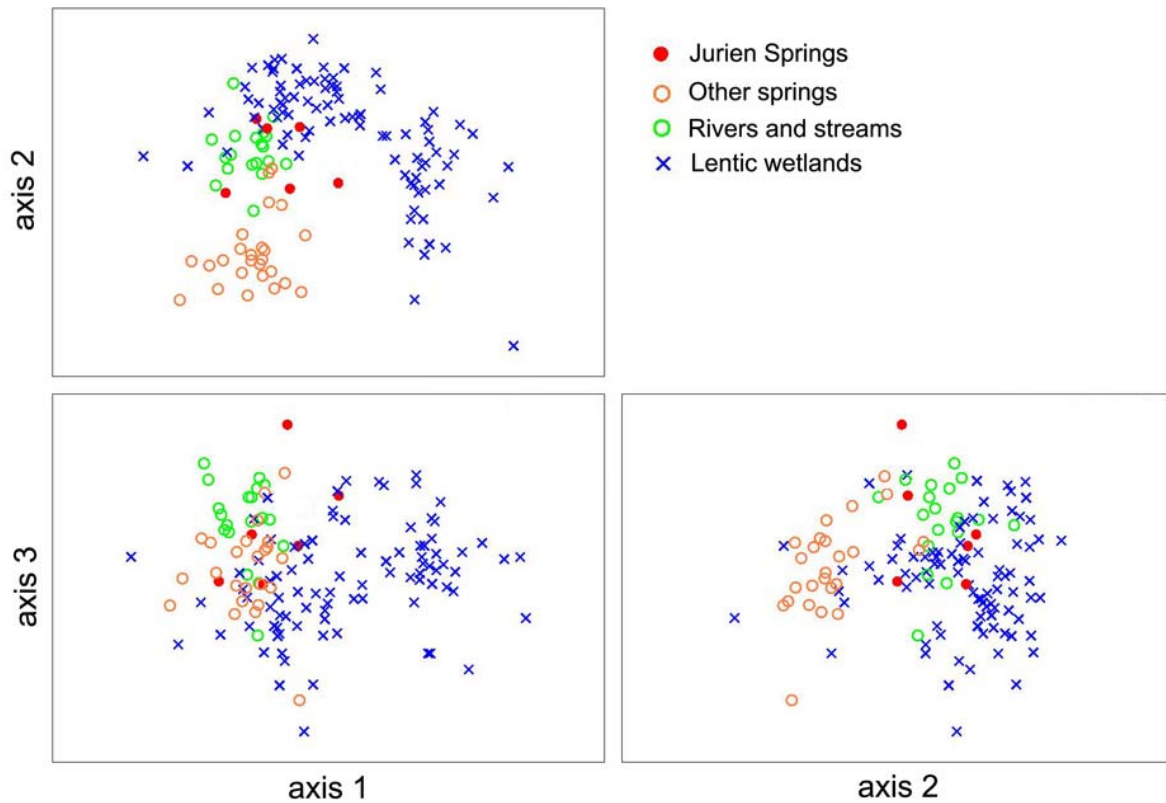 axis 2
Jurien Springs
Other springs
Rivers and streams
Lentic wetlands
axis 3
axis 1
axis 2